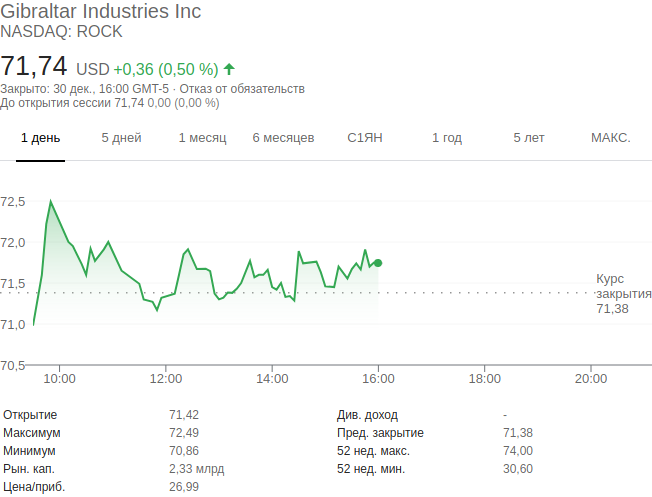 Gibraltar Industries Inc
NASDAQ: ROCK
71,74 USD +0,36 (0,50 %)
Закрыто: 30 дек., 16:00 GMT-5 · Отказ от обязательств
До открытия сессии 71,74 0,00 (0,00 %)
1 день 5 дней 1 месяц 6 месяцев С1ЯН 1 год 5 лет МАКС.
72,5
72,0
71,5
71,0
70,5
Курс
закрытия
71,38
10:00 12:00 14:00 16:00 18:00 20:00
Открытие 71,42 Див. доход -
Максимум 72,49 Пред. закрытие 71,38
Минимум 70,86 52 нед. макс. 74,00
Рын. кап. 2,33 млрд 52 нед. мин. 30,60
Цена/приб. 26,99